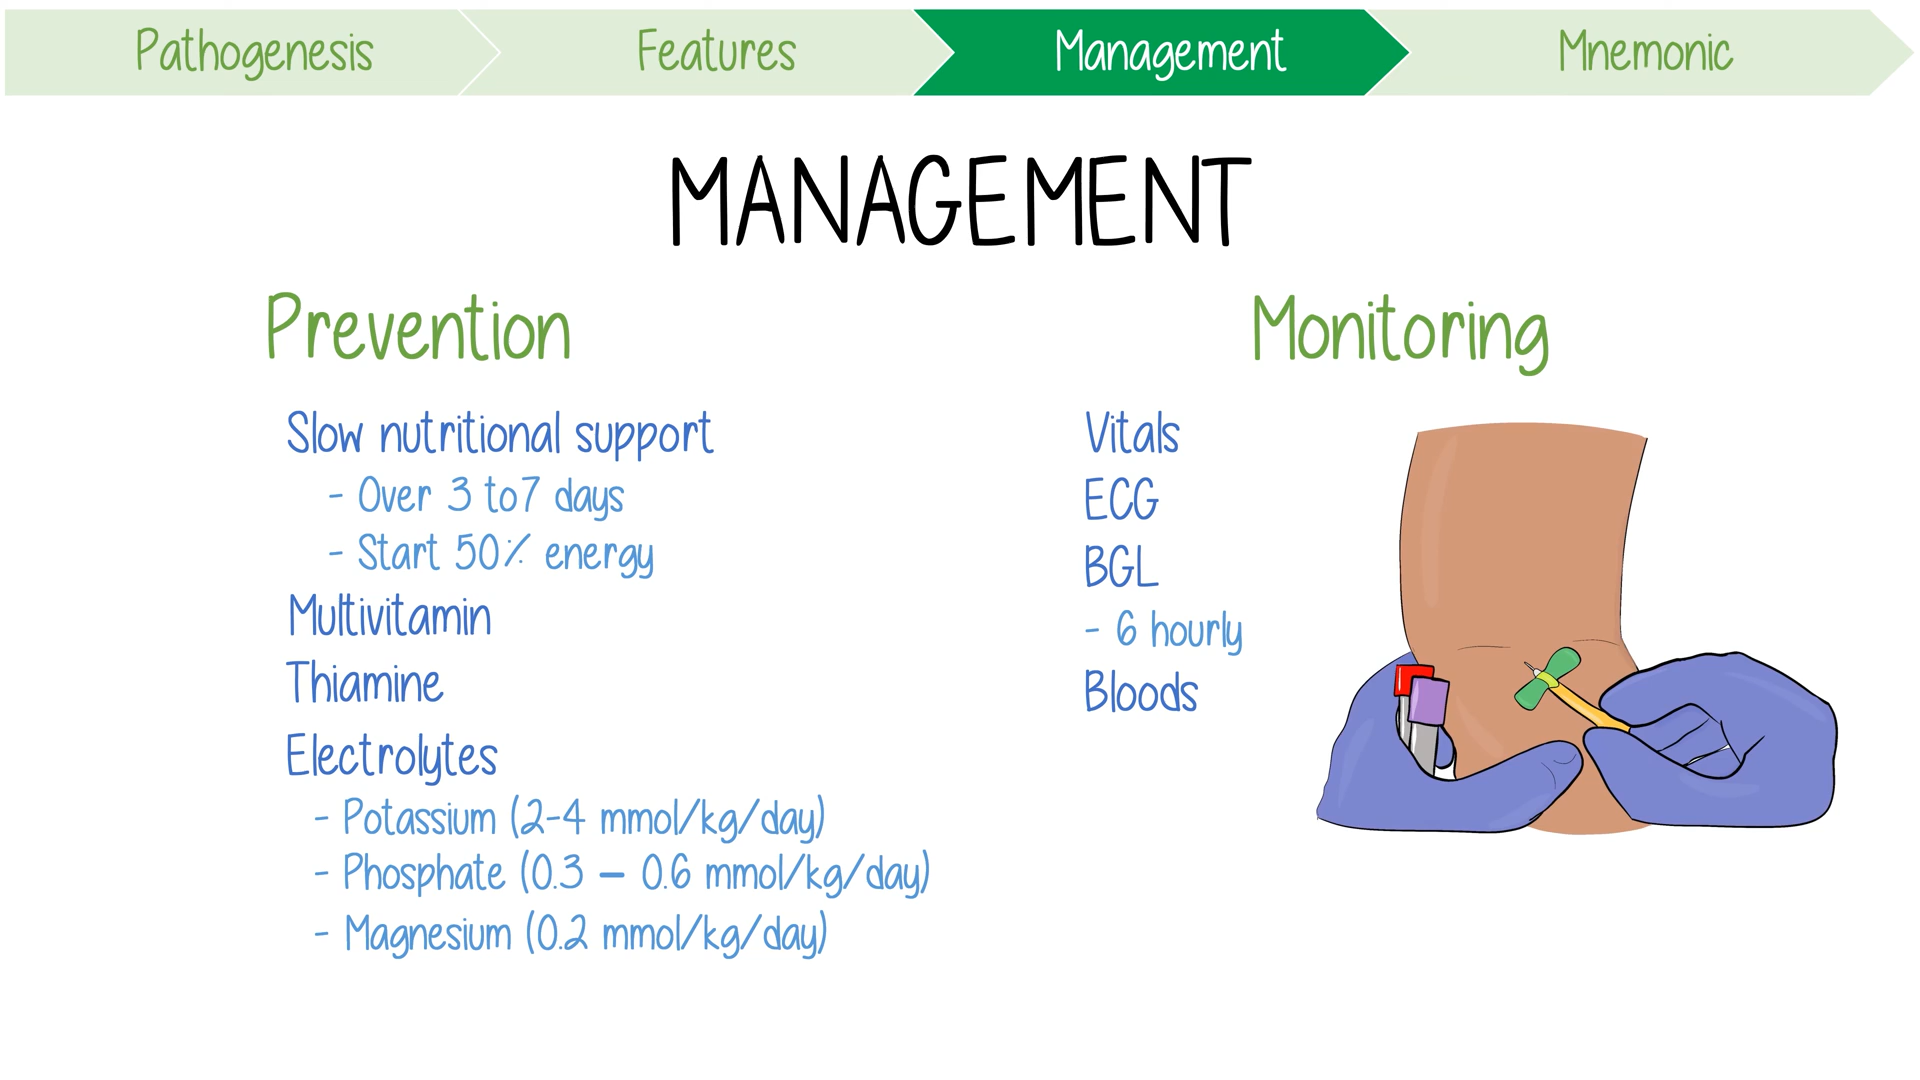 Pathogenesis
Features
Management
Mnemonic
MANAGEMENT
Prevention
Slow nutritional support
- Over 3 to7 days
- Start 50% energy
Multivitamin
Thiamine
Electrolytes
- Potassium (2-4 mmol/kg/day)
- Phosphate (0.3 – 0.6 mmol/kg/day)
- Magnesium (0.2 mmol/kg/day)
Monitoring
Vitals
ECG
BGL
- 6 hourly
Bloods